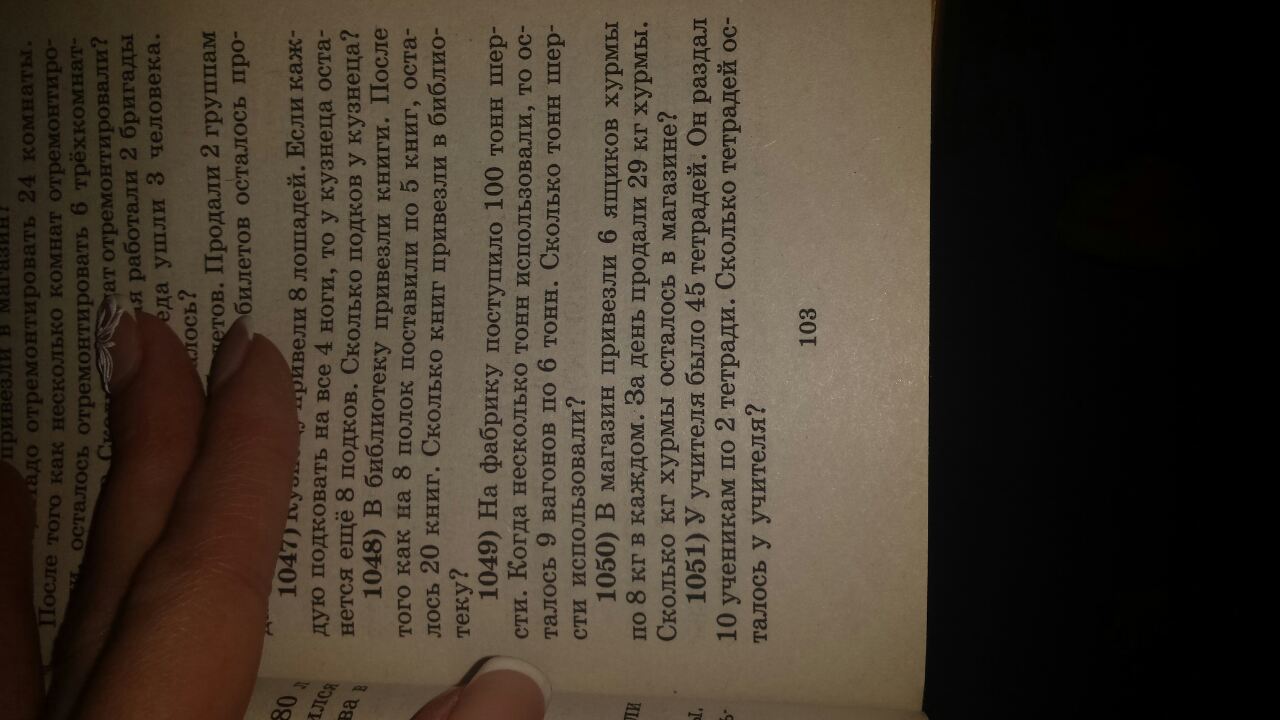 привезли в магазин?
надо отремонтировать 24 комнаты.
После того как несколько комнат отремонтиро-
осталось отремонтировать 6 трёхкомнат-
отремонтировали?
работали 2 бригады
ушли 3 человека.
Продали 2 группам
билетов осталось про-
1047) привели 8 лошадей. Если каж-
дую подковать на все 4 ноги, то у кузнеца оста-
нется ещё 8 подков. Сколько подков у кузнеца?
1048) В библиотеку привезли книги. После
того как на 8 полок поставили по 5 книг, оста-
лось 20 книг. Сколько книг привезли в библио-
теку?
1049) На фабрику поступило 100 тонн шер-
сти. Когда несколько тонн использовали, то ос-
талось 9 вагонов по 6 тонн. Сколько тонн шер-
сти использовали?
1050) В магазин привезли 6 ящиков хурмы
по 8 кг в каждом. За день продали 29 кг хурмы.
Сколько кг хурмы осталось в магазине?
1051) У учителя было 45 тетрадей. Он раздал
10 ученикам по 2 тетради. Сколько тетрадей ос-
талось у учителя?
103
80